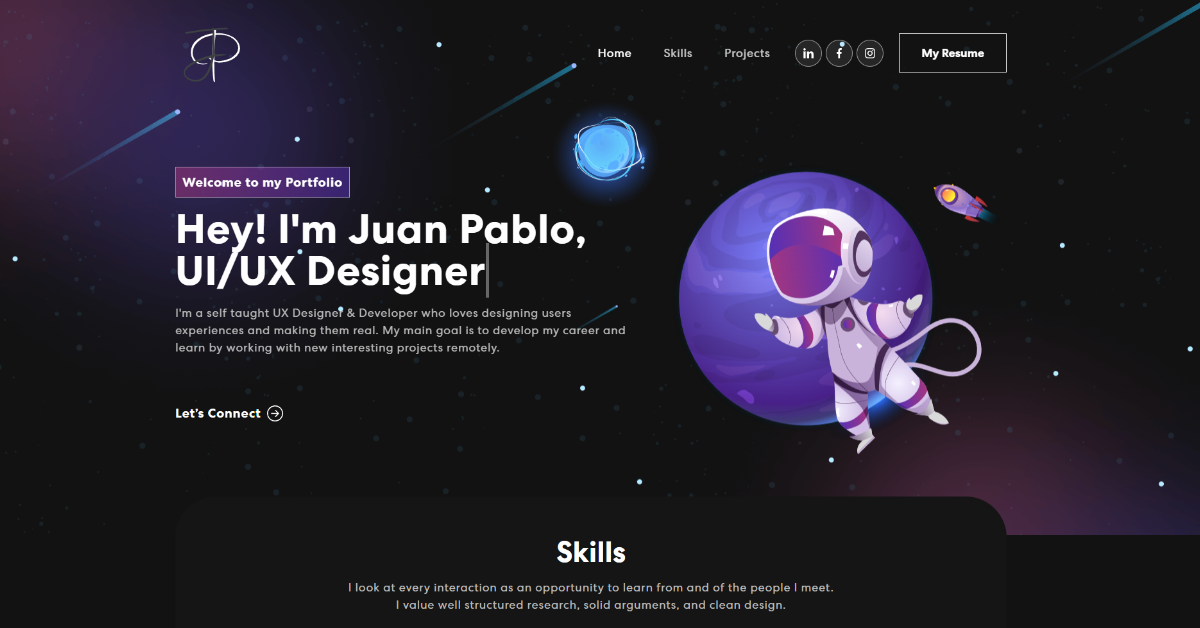 JP
Home Skills Projects in f My Resume
Welcome to my Portfolio
Hey! I'm Juan Pablo,
UI/UX Designer
I'm a self taught UX Designer & Developer who loves designing users
experiences and making them real. My main goal is to develop my career and
learn by working with new interesting projects remotely.
Let's Connect
Skills
I look at every interaction as an opportunity to learn from and of the people I meet.
I value well structured research, solid arguments, and clean design.